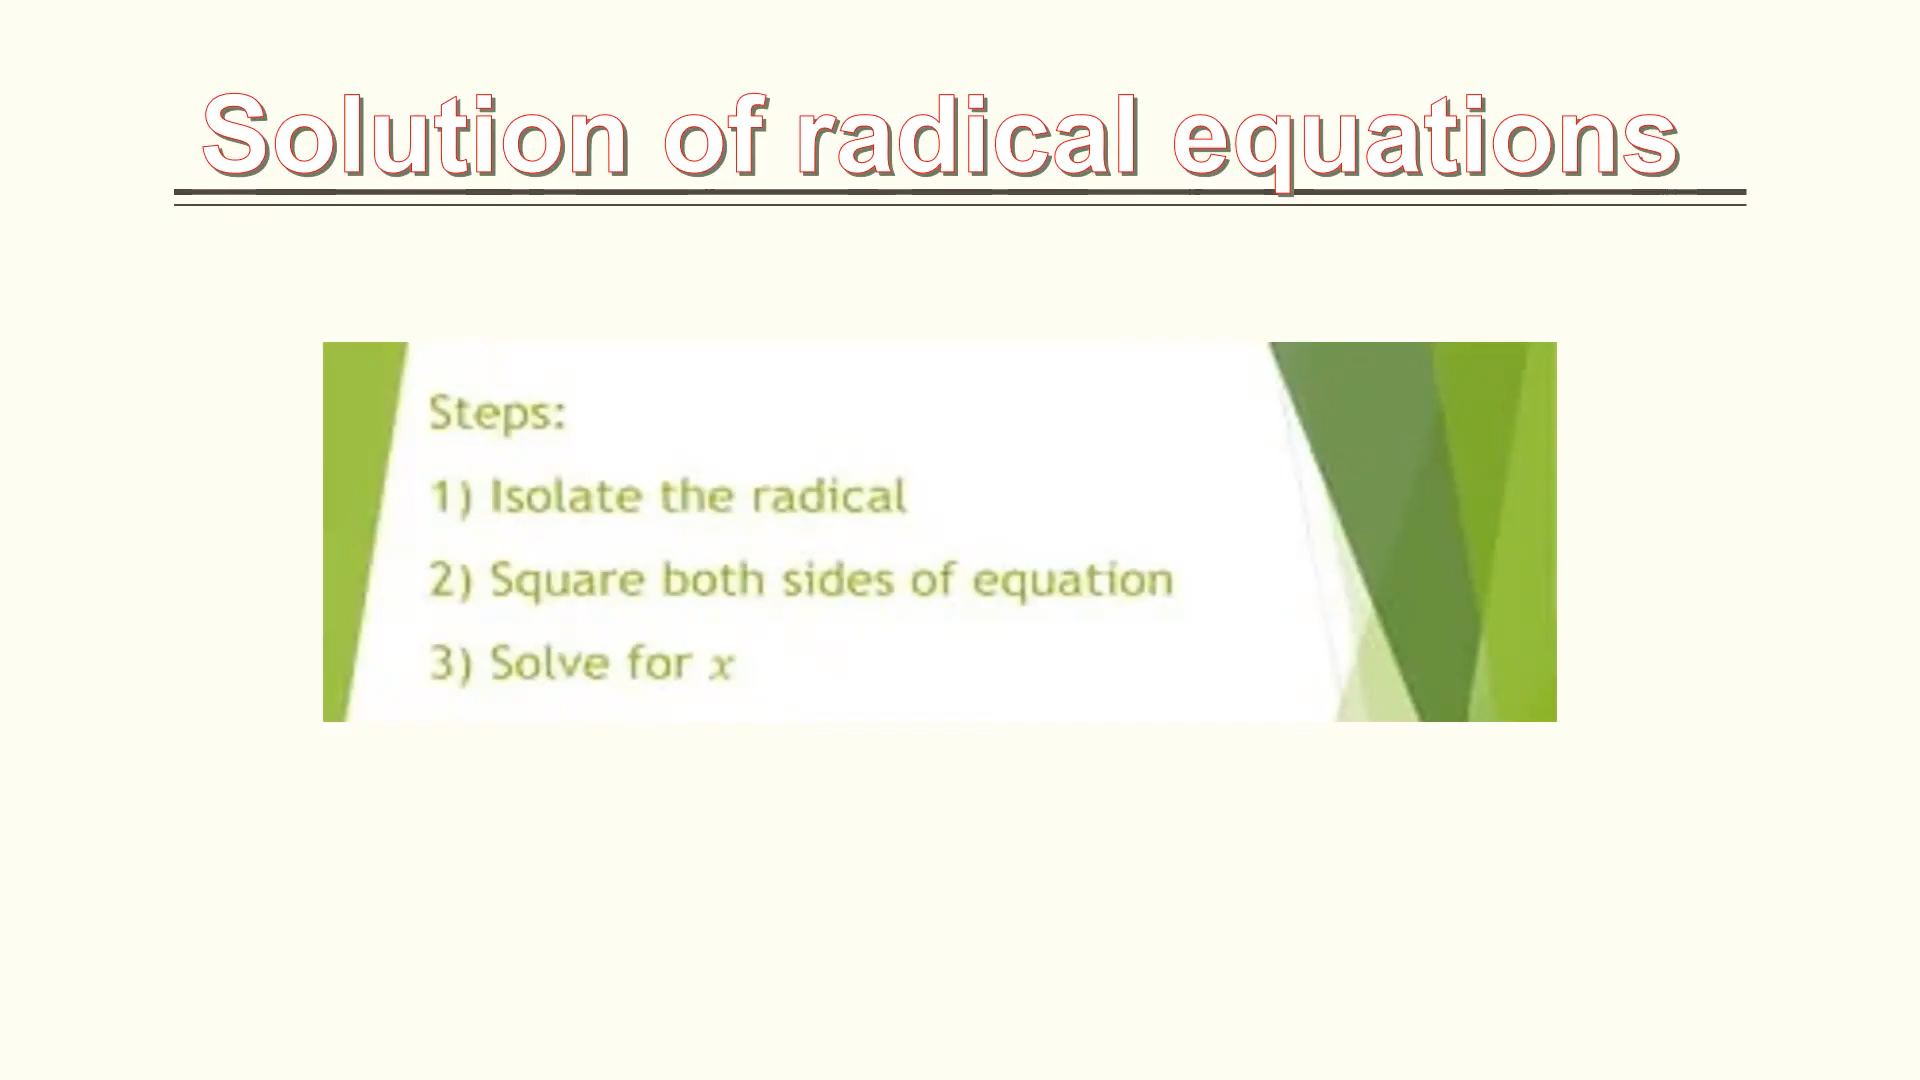 Solution of radical equations
Steps:
1) Isolate the radical
2) Square both sides of equation
3) Solve for x